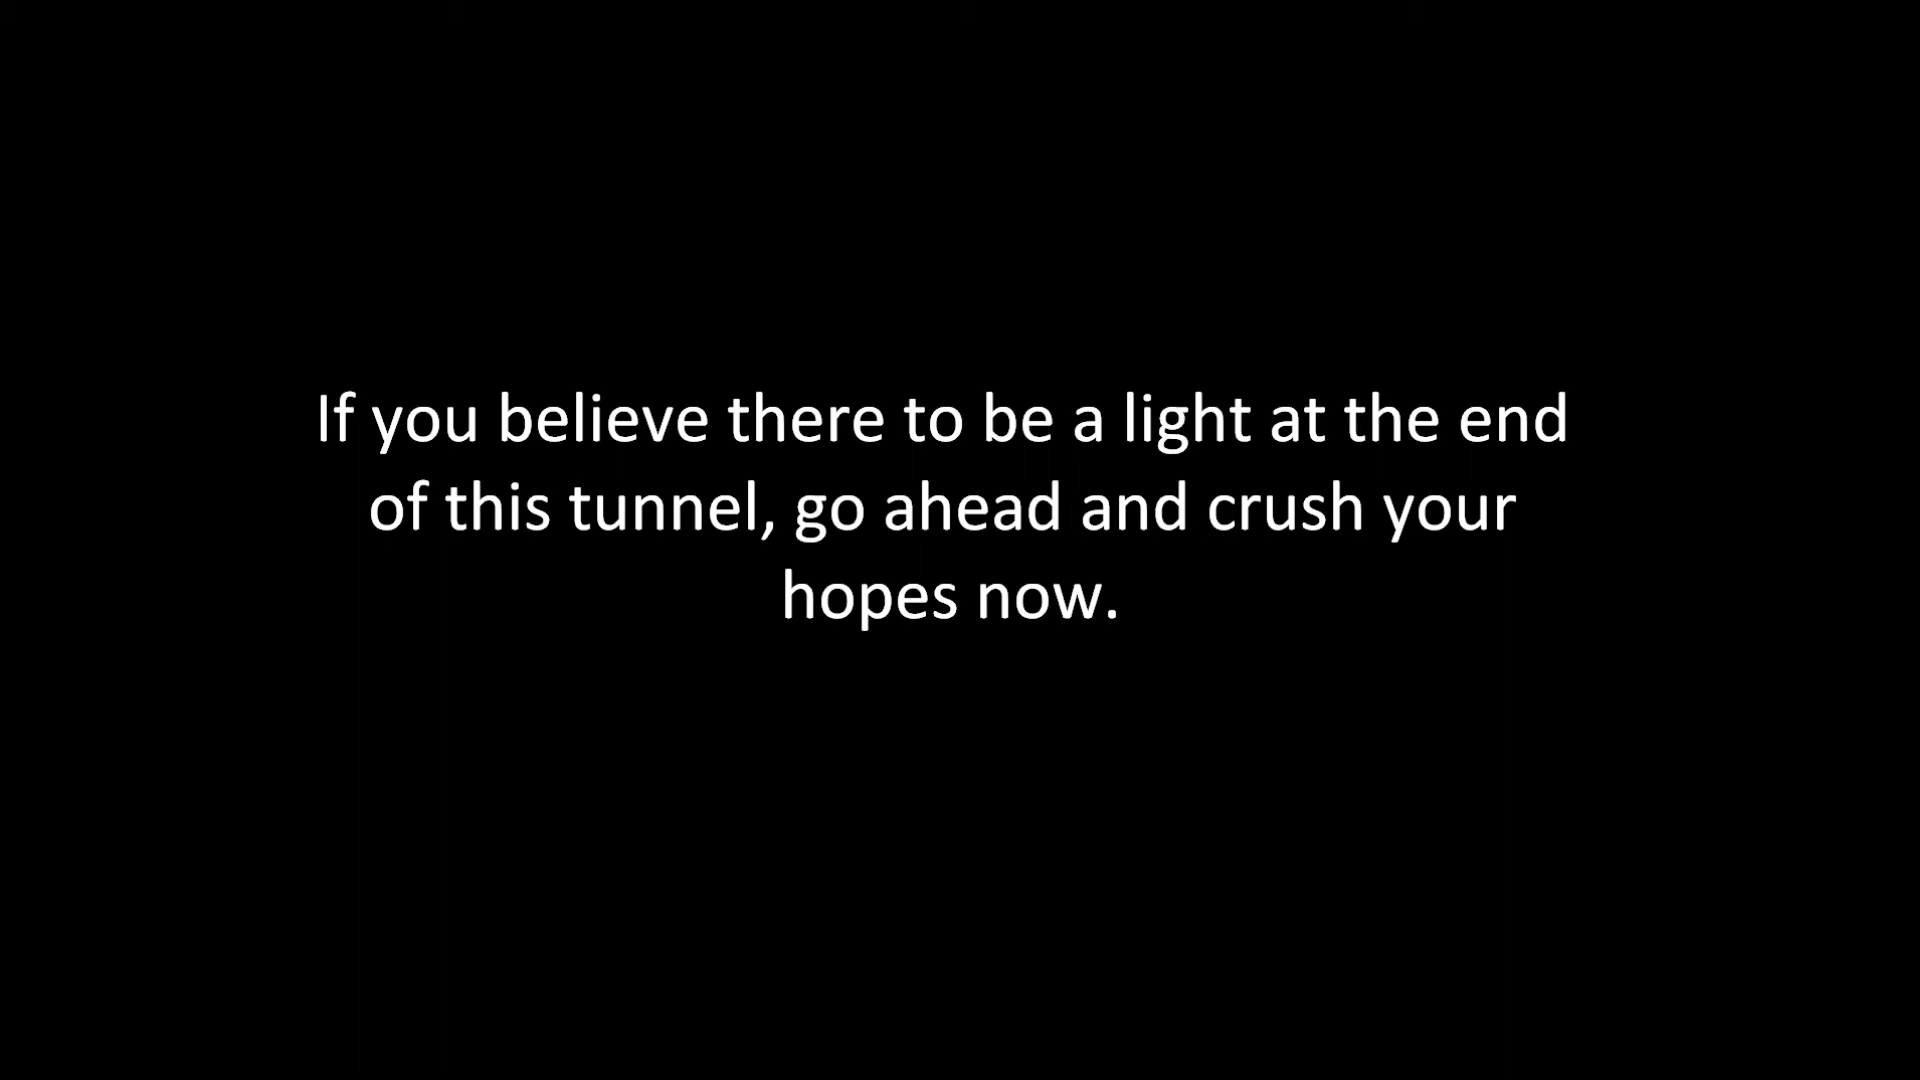 If you believe there to be a light at the end
of this tunnel, go ahead and crush your
hopes now.